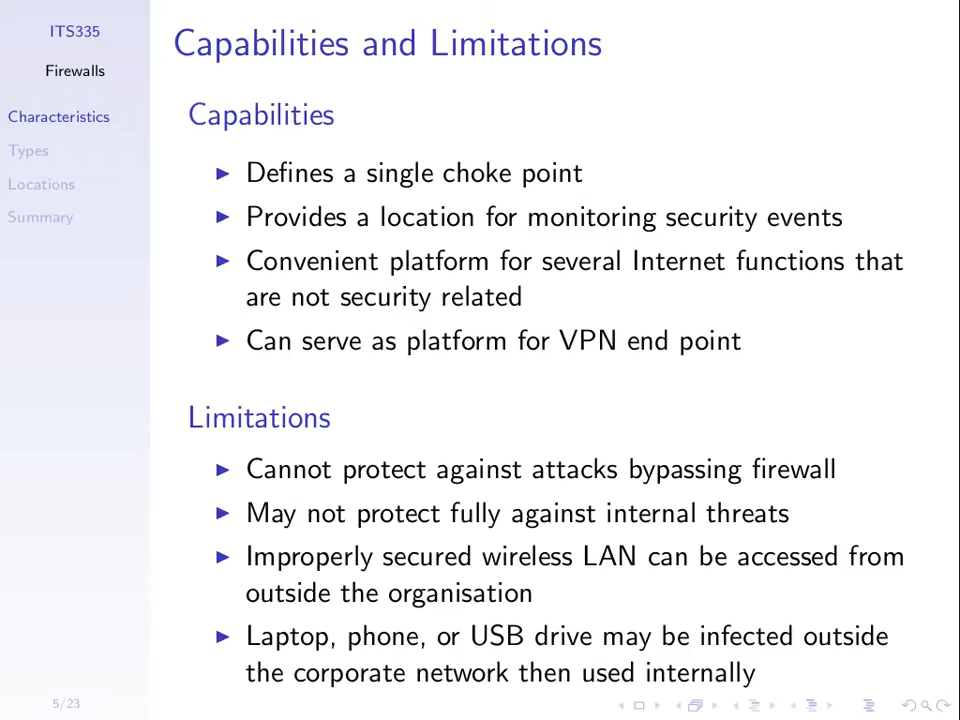 ITS335
Firewalls
Characteristics
Types
Locations
Summary
Capabilities and Limitations
Capabilities
Defines a single choke point
Provides a location for monitoring security events
Convenient platform for several Internet functions that
are not security related
Can serve as platform for VPN end point
Limitations
Cannot protect against attacks bypassing firewall
May not protect fully against internal threats
Improperly secured wireless LAN can be accessed from
outside the organisation
Laptop, phone, or USB drive may be infected outside
the corporate network then used internally
5/23